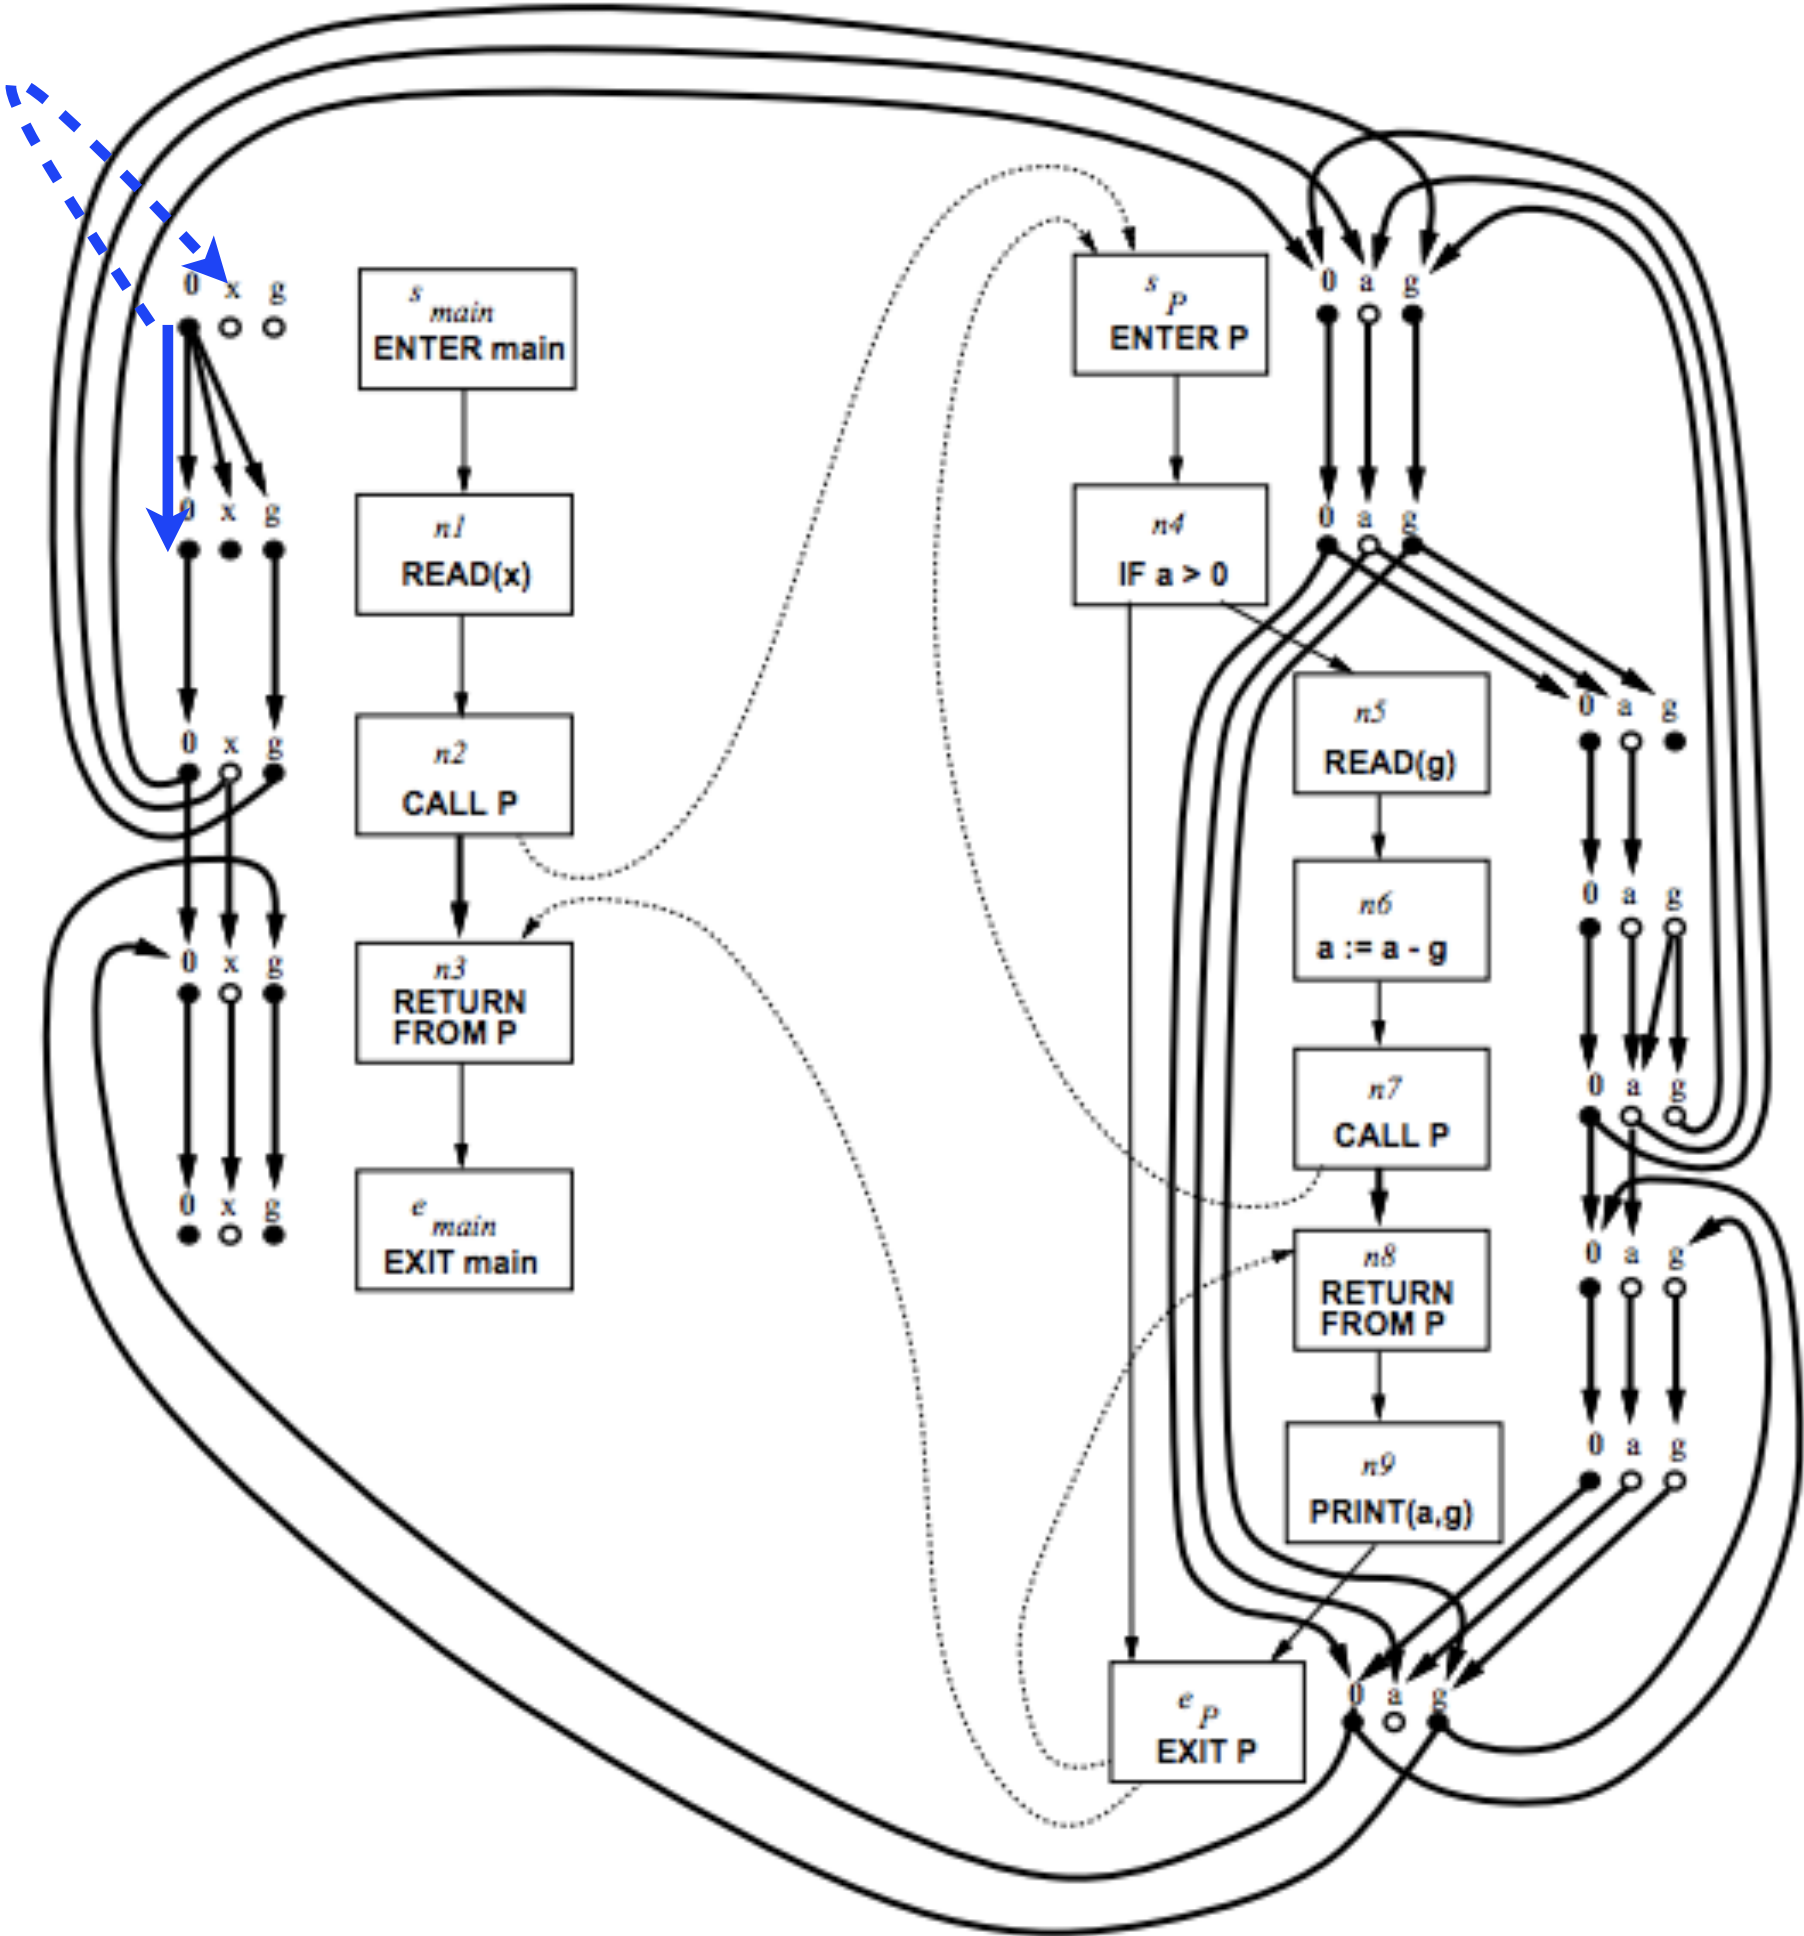 0 x g
s main
ENTER main
0 x g
n1
READ(x)
0 x g
n2
CALL P
0 x g
n3
RETURN
FROM P
0 x g
e main
EXIT main
s P
ENTER P
0 a g
n4
IF a > 0
0 a g
n5
READ(g)
0 a g
n6
a := a - g
0 a g
n7
CALL P
0 a g
n8
RETURN
FROM P
0 a g
n9
PRINT(a,g)
0 a g
e P
EXIT P
0 a g